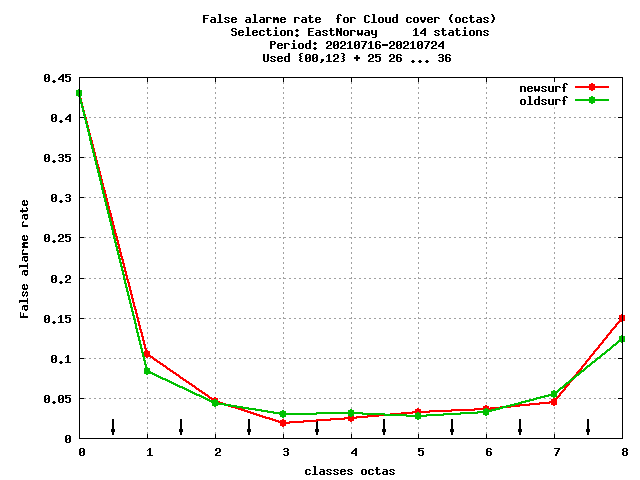 False alarme rate  for Cloud cover (octas)
Selection: EastNorway     14 stations
Period: 20210716-20210724
Used {00,12} + 25 26 ... 36
newsurf
oldsurf
0.45
0.4
0.35
0.3
0.25
0.2
0.15
0.1
0.05
0
False alarme rate
0 1 2 3 4 5 6 7 8
classes octas